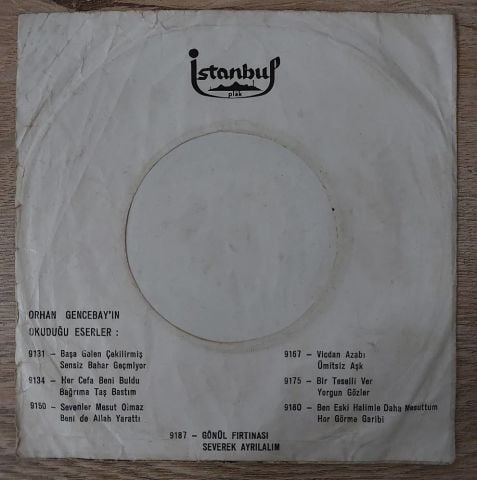 istanbul
plak
ORHAN GENCEBAY'IN
OKUDUĞU ESERLER :
9131 – Başa Gelen Çekilirmiş
Sensiz Bahar Geçmiyor
9134 – Her Cefa Beni Buldu
Bağrıma Taş Bastım
9150 – Sevenler Mesut Olmaz
Beni de Allah Yarattı
9167 – Vicdan Azabı
Ümitsiz Aşk
9175 – Bir Teselli Ver
Yorgun Gözler
9180 – Ben Eski Halimle Daha Mesuttum
Hor Görme Garibi
9187 – GÖNÜL FIRTINASI
SEVEREK AYRILALIM